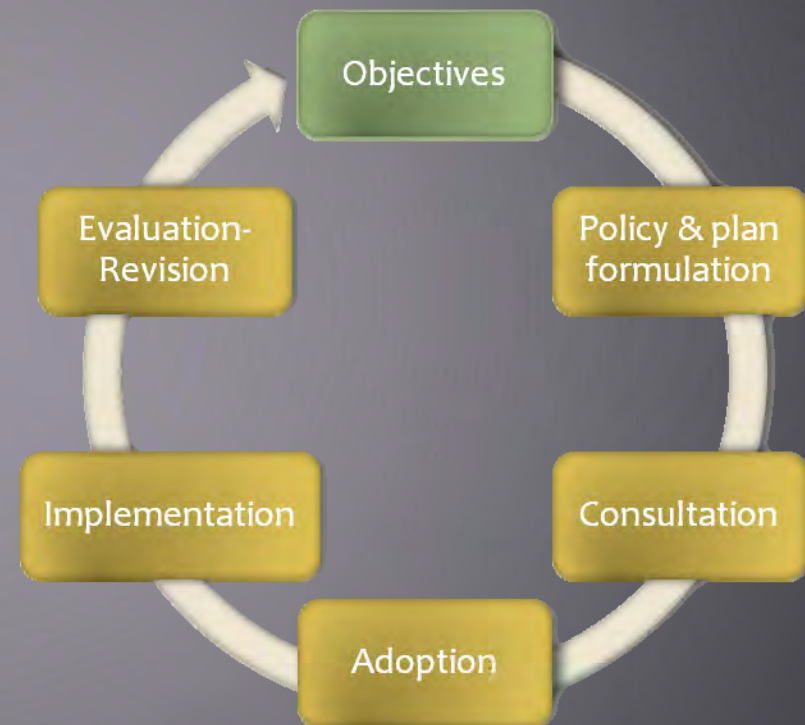 Objectives
Policy & plan
formulation
Consultation
Adoption
Implementation
Evaluation-
Revision